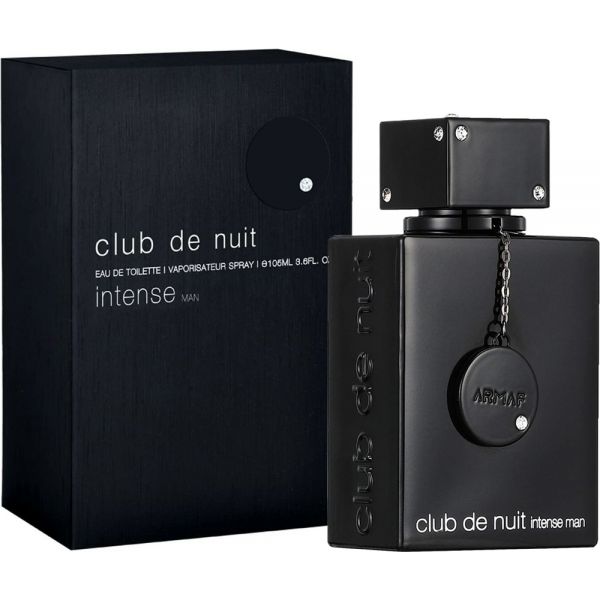 club de nuit
EAU DE TOILETTE | VAPORISATEUR SPRAY | ℮105ML 3.6FL. OZ
intense MAN
club de nuit
ARMAF
club de nuit intense man